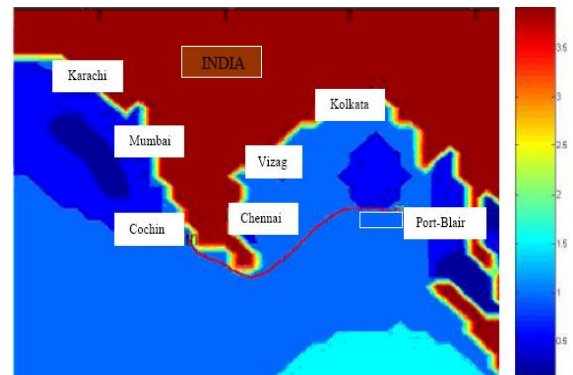 INDIA
Karachi
Kolkata
Mumbai
Vizag
Cochin
Chennai
Port-Blair
3.5
3
2.5
2
1.5
1
0.5